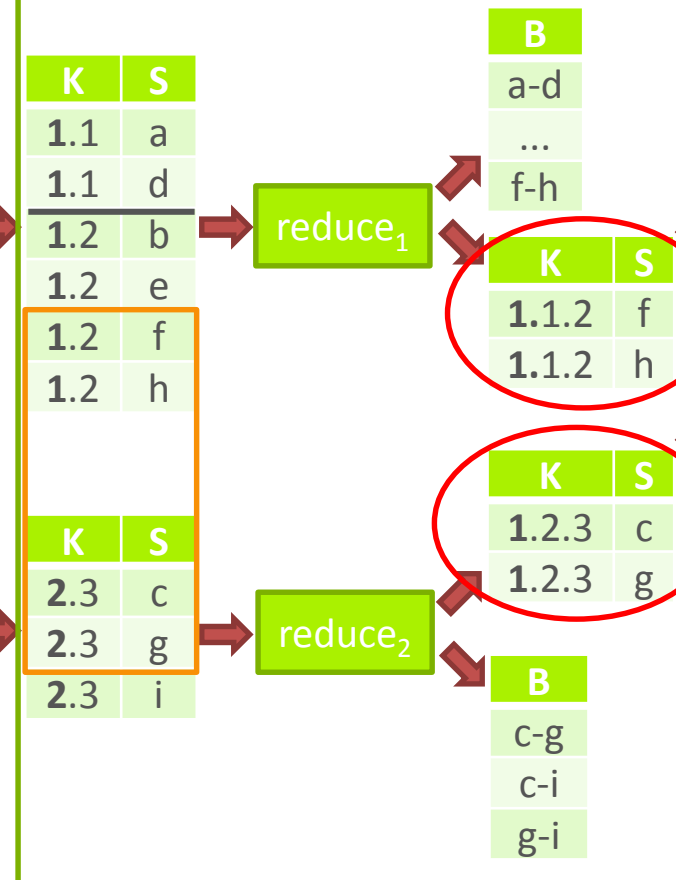 K S
1.1 a
1.1 d
1.2 b
1.2 e
1.2 f
1.2 h
K S
2.3 c
2.3 g
2.3 i
reduce₁
reduce₂
B
a-d
...
f-h
K S
1.1.2 f
1.1.2 h
K S
1.2.3 c
1.2.3 g
B
c-g
c-i
g-i